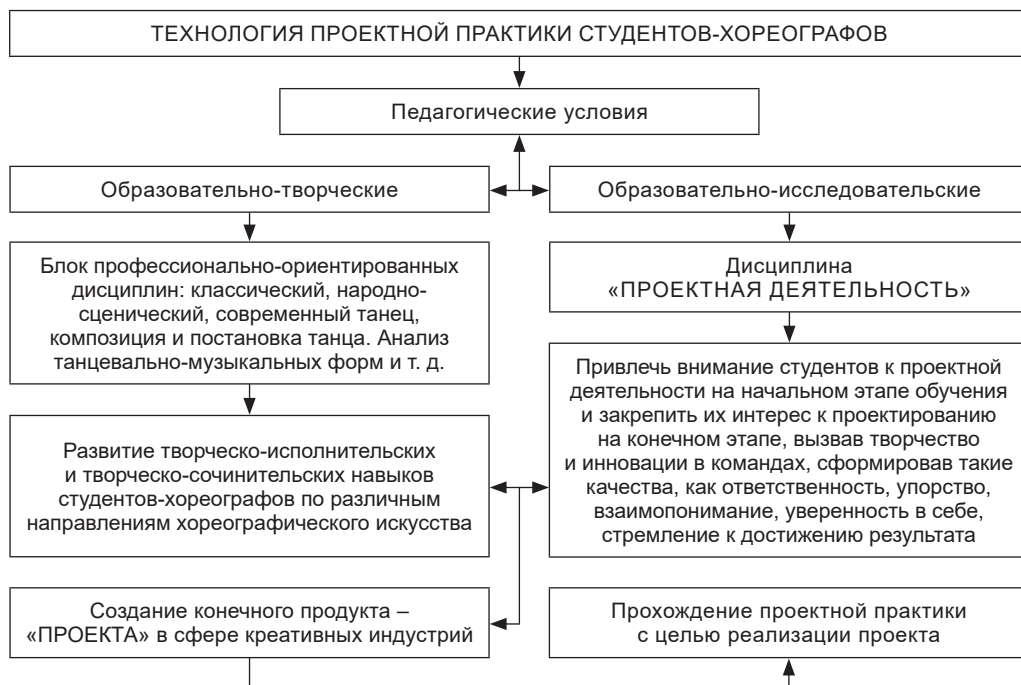 ТЕХНОЛОГИЯ ПРОЕКТНОЙ ПРАКТИКИ СТУДЕНТОВ-ХОРЕОГРАФОВ
Педагогические условия
Образовательно-творческие
Образовательно-исследовательские
Блок профессионально-ориентированных
дисциплин: классический, народно-
сценический, современный танец,
композиция и постановка танца. Анализ
танцевально-музыкальных форм и т. д.
Дисциплина
«ПРОЕКТНАЯ ДЕЯТЕЛЬНОСТЬ»
Развитие творческо-исполнительских
и творческо-сочинительских навыков
студентов-хореографов по различным
направлениям хореографического искусства
Привлечь внимание студентов к проектной
деятельности на начальном этапе обучения
и закрепить их интерес к проектированию
на конечном этапе, вызвав творчество
и инновации в командах, сформировав такие
качества, как ответственность, упорство,
взаимопонимание, уверенность в себе,
стремление к достижению результата
Создание конечного продукта –
«ПРОЕКТА» в сфере креативных индустрий
Прохождение проектной практики
с целью реализации проекта